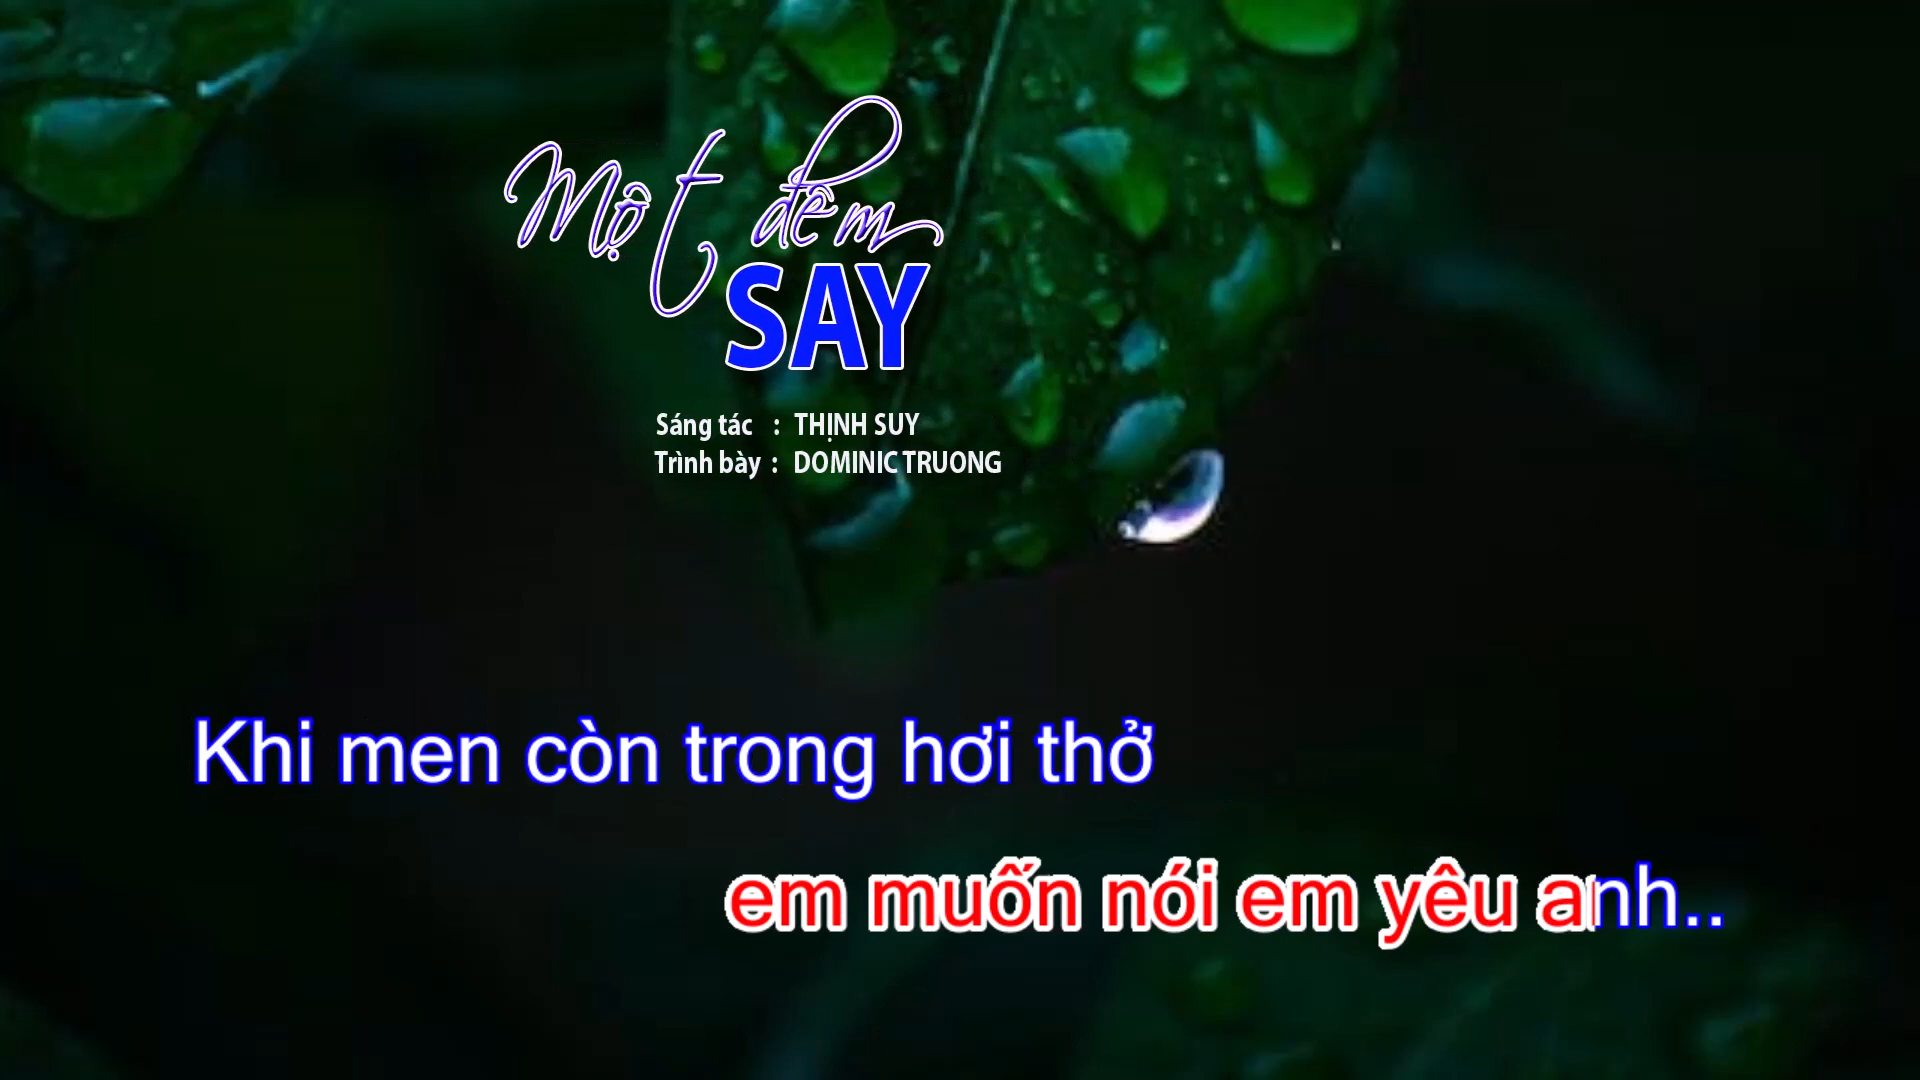 Một đêm
SAY
Sáng tác : THỊNH SUY
Trình bày : DOMINIC TRUONG
Khi men còn trong hơi thở
em muốn nói em yêu anh..